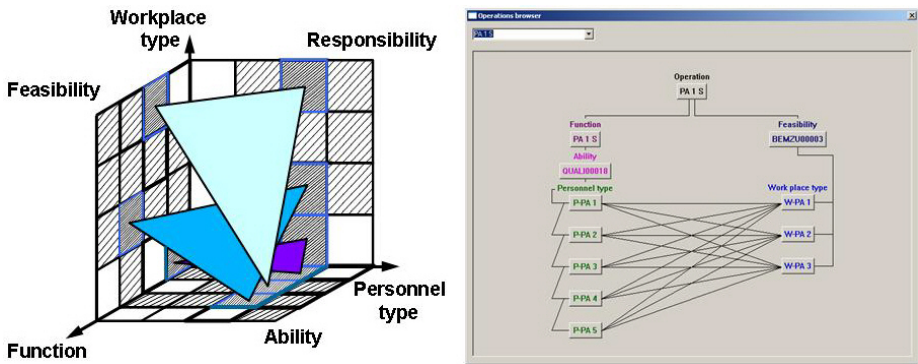 Workplace
type
Responsibility
Feasibility
Personnel
type
Ability
Function
Operations browser
PA 1 S
Operation
PA 1 S
Function
Feasibility
PA 1 S
BEMZU00003
Ability
QUALI00010
Personnel type
Work place type
P-PA 1
W-PA 1
P-PA 2
W-PA 2
P-PA 3
W-PA 3
P-PA 4
P-PA 5